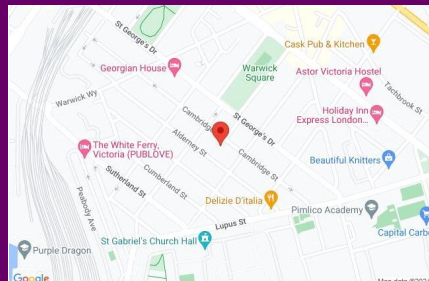 St George's Dr
Cask Pub & Kitchen
Georgian House
Warwick
Square
Astor Victoria Hostel
Tachbrook St
Warwick Wy
Holiday Inn
Express London...
St George's Dr
Cambridge
Alderney St
The White Ferry,
Victoria (PUBLOVE)
Cambridge St
Beautiful Knitters
Cumberland St
Sutherland St
Peabody Ave
Delizie D'italia
Pimlico Academy
Lupus St
St Gabriel's Church Hall
Capital Carbo
Purple Dragon
Google